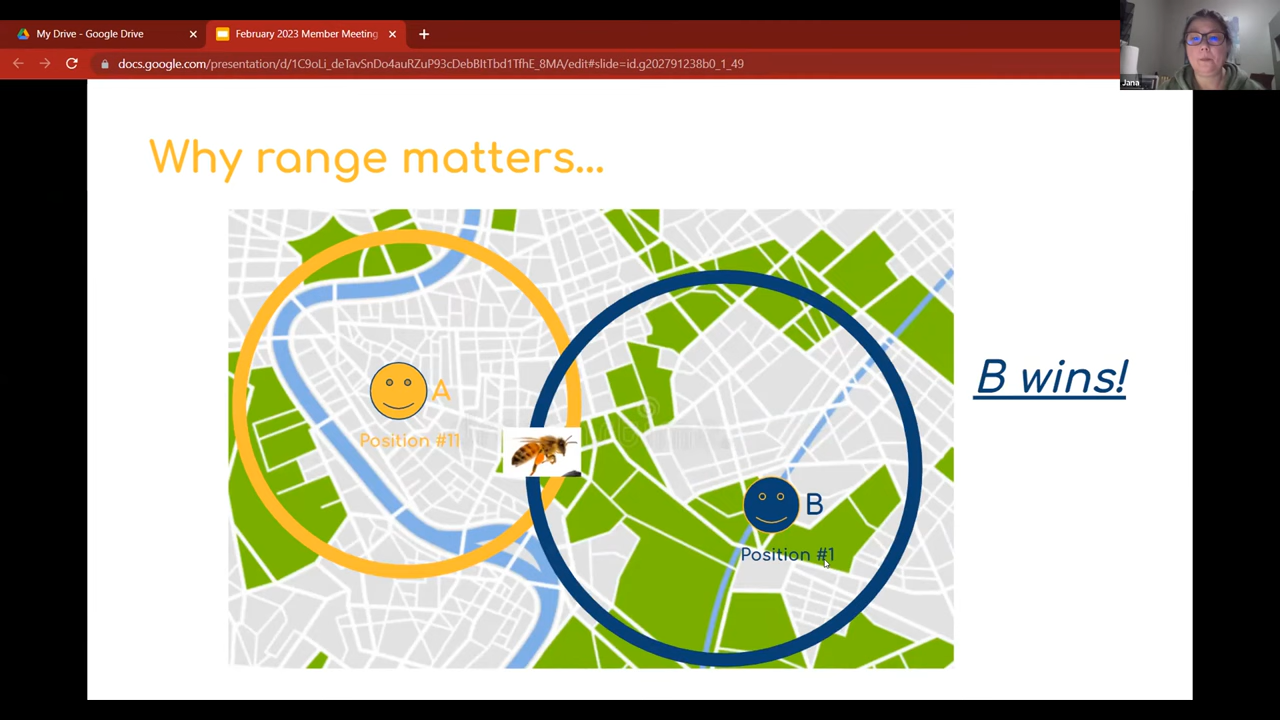 My Drive - Google Drive
February 2023 Member Meeting
docs.google.com/presentation/d/1C9oLi_deTavSnDo4auRZuP93cDebBItTbd1TfhE_8MA/edit#slide=id.g202791238b0_1_49
Jana
Why range matters...
A
Position #11
B wins!
B
Position #1